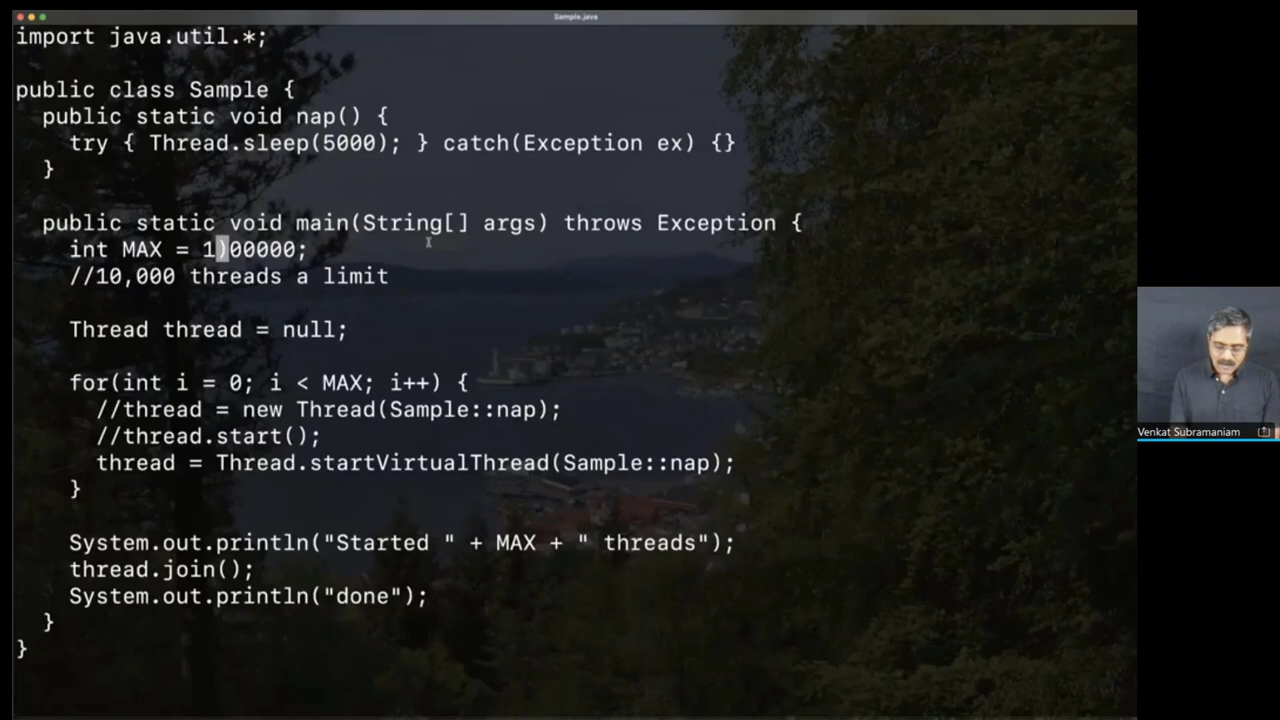 Sample.java
import java.util.*;
public class Sample {
public static void nap() {
try { Thread.sleep(5000); } catch(Exception ex) {}
}
public static void main(String[] args) throws Exception {
int MAX = 1)00000;
//10,000 threads a limit
Thread thread = null;
for(int i = 0; i < MAX; i++) {
//thread = new Thread(Sample::nap);
//thread.start();
thread = Thread.startVirtualThread(Sample::nap);
}
System.out.println("Started " + MAX + " threads");
thread.join();
System.out.println("done");
}
}
Venkat Subramaniam